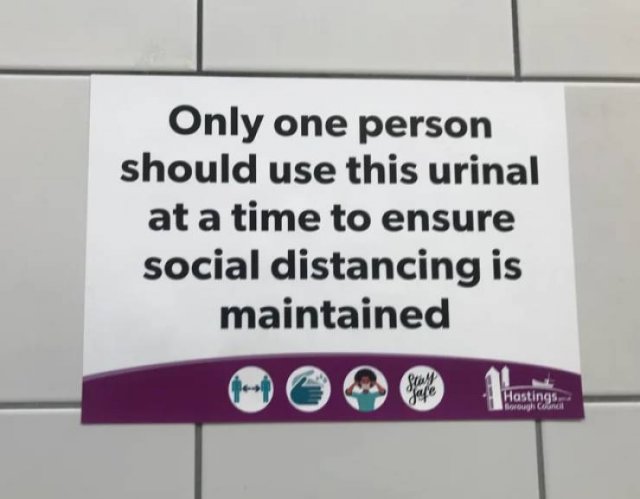 Only one person
should use this urinal
at a time to ensure
social distancing is
maintained
Stay
Safe
Hastings
Borough Council